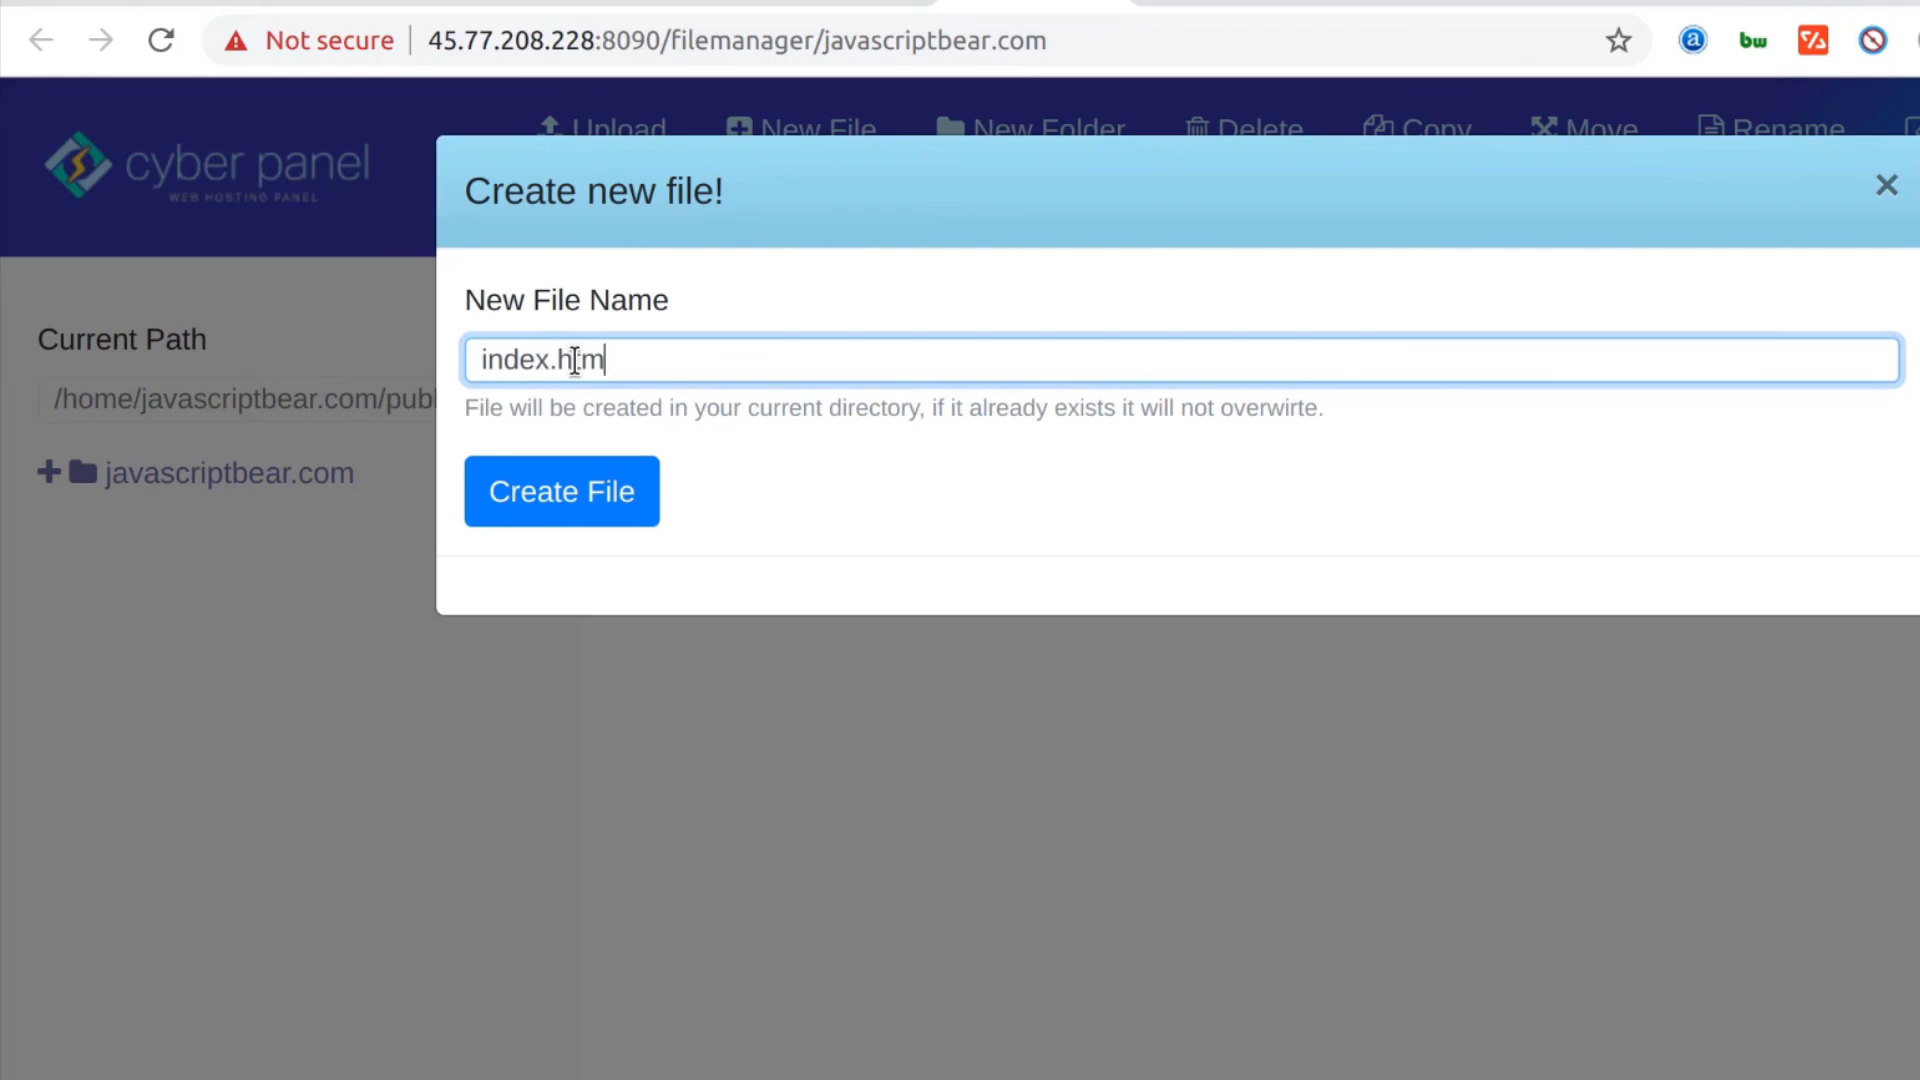 Not secure | 45.77.208.228:8090/filemanager/javascriptbear.com
a bw
cyber panel
WEB HOSTING PANEL
Upload New File New Folder Delete Copy Move Rename
Create new file!
×
New File Name
index.htm
File will be created in your current directory, if it already exists it will not overwirte.
Create File
Current Path
/home/javascriptbear.com/publ
javascriptbear.com